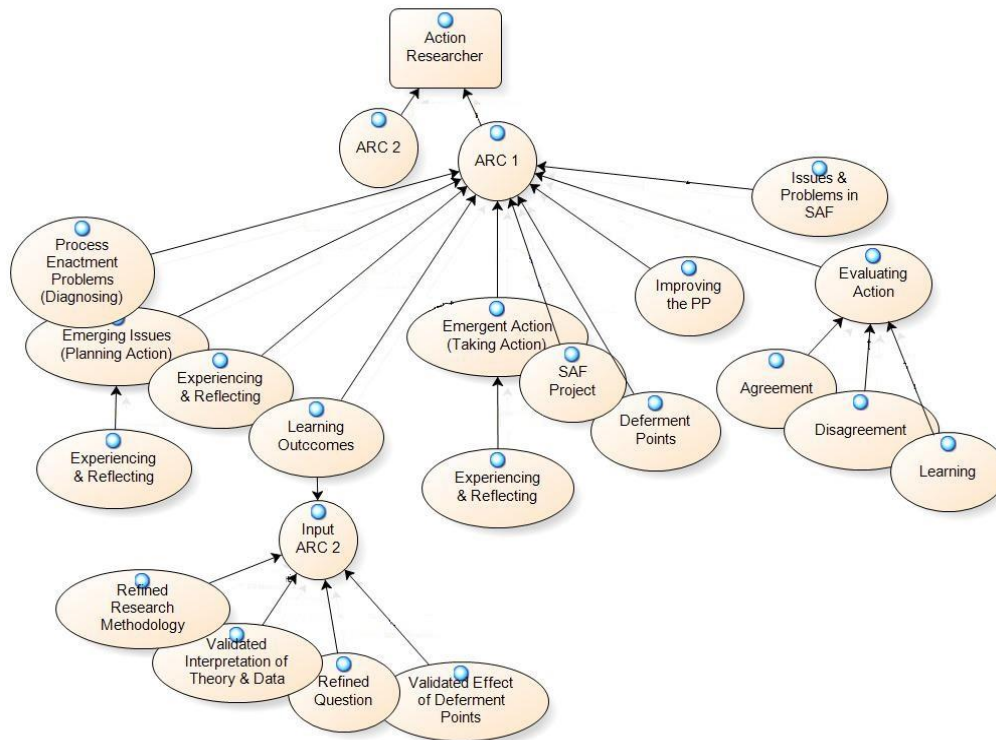 Action
Researcher
ARC 2
ARC 1
Issues &
Problems in
SAF
Process
Enactment
Problems
(Diagnosing)
Evaluating
Action
Improving
the PP
Emerging Issues
(Planning Action)
Emergent Action
(Taking Action)
Experiencing
& Reflecting
SAF
Project
Agreement
Learning
Outccomes
Deferment
Points
Disagreement
Experiencing
& Reflecting
Experiencing
& Reflecting
Learning
Input
ARC 2
Refined
Research
Methodology
Validated
Interpretation of
Theory & Data
Refined
Question
Validated Effect
of Deferment
Points